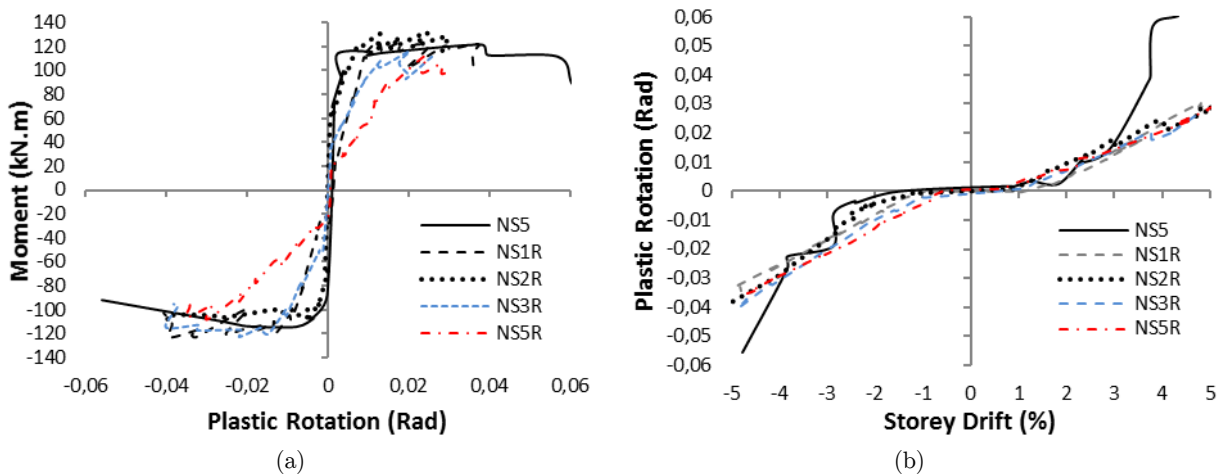 140
120
100
80
60
40
20
0
-20
-40
-60
-80
-100
-120
-140
Moment (kN.m)
-0,06 -0,04 -0,02 0 0,02 0,04 0,06
Plastic Rotation (Rad)
NS5
NS1R
NS2R
NS3R
NS5R
(a)
0,06
0,05
0,04
0,03
0,02
0,01
0
-0,01
-0,02
-0,03
-0,04
-0,05
-0,06
Plastic Rotation (Rad)
-5 -4 -3 -2 -1 0 1 2 3 4 5
Storey Drift (%)
NS5
NS1R
NS2R
NS3R
NS5R
(b)